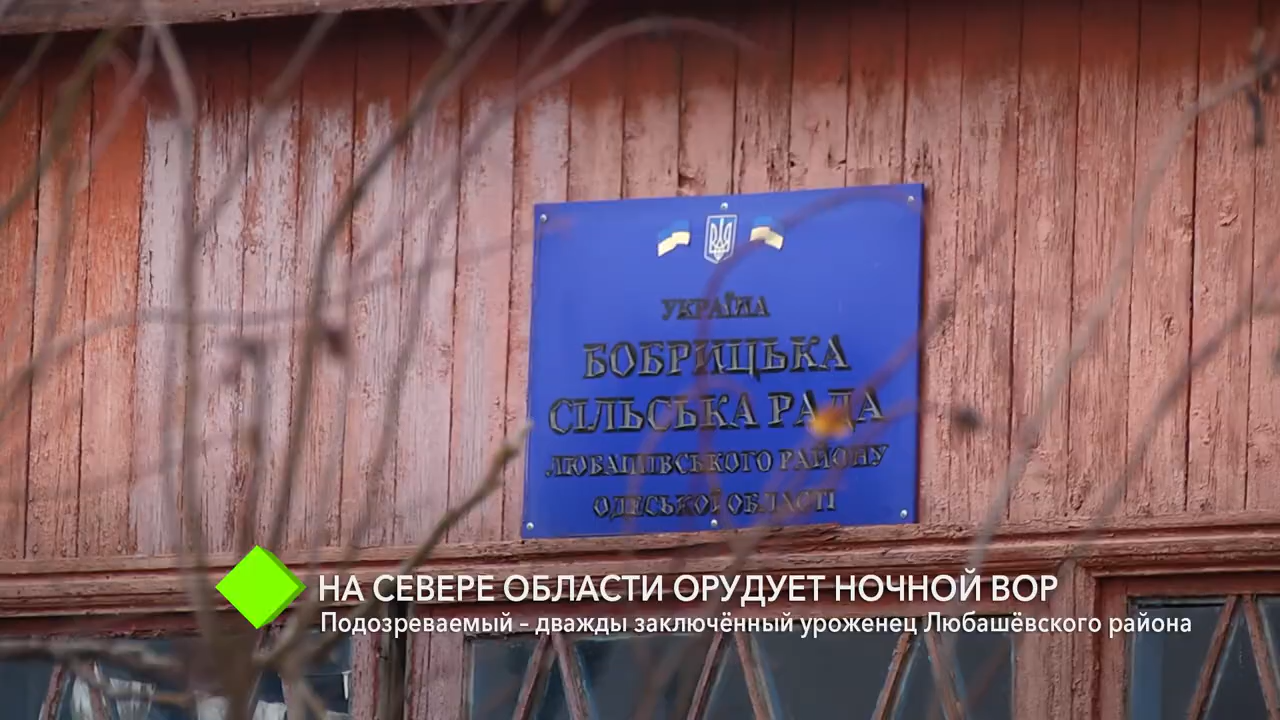 УКРАЇНА
БОБРИЦЬКА
СІЛЬСЬКА РАДА
ЛЮБАШІВСЬКОГО РАЙОНУ
ОДЕСЬКОЇ ОБЛАСТІ
НА СЕВЕРЕ ОБЛАСТИ ОРУДУЕТ НОЧНОЙ ВОР
Подозреваемый – дважды заключённый уроженец Любашёвского района